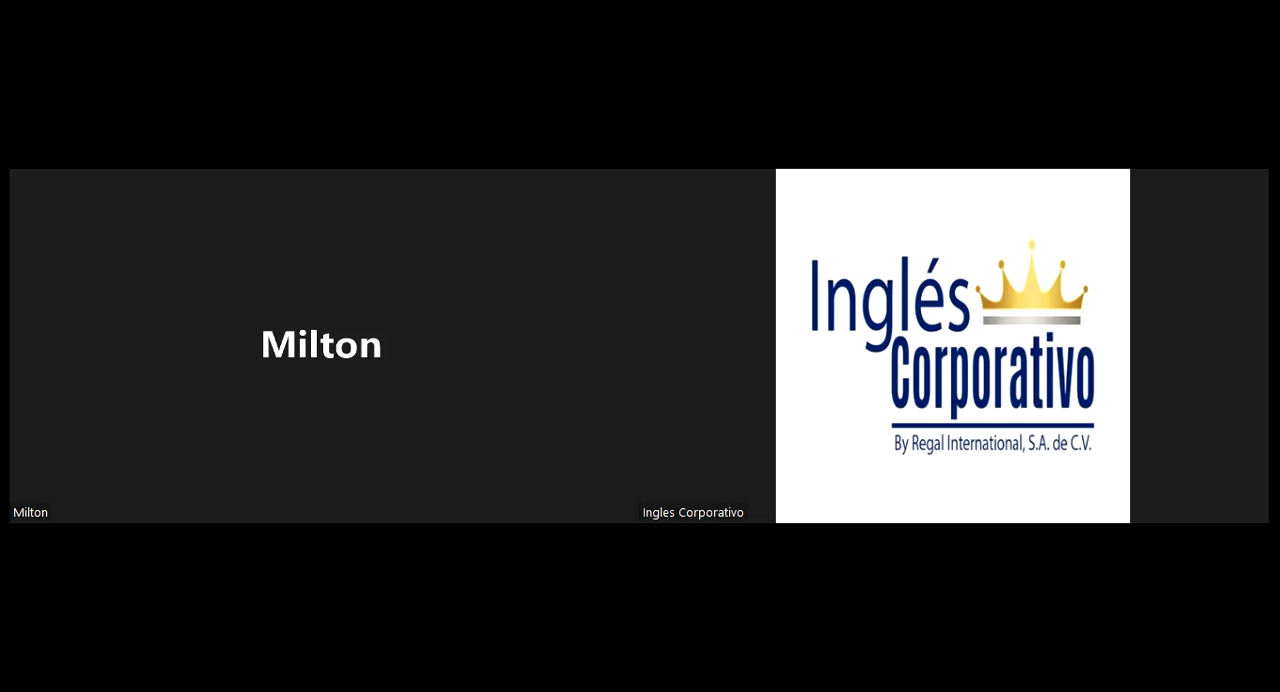 Milton
Milton
Inglés
Corporativo
By Regal International, S.A. de C.V.
Ingles Corporativo